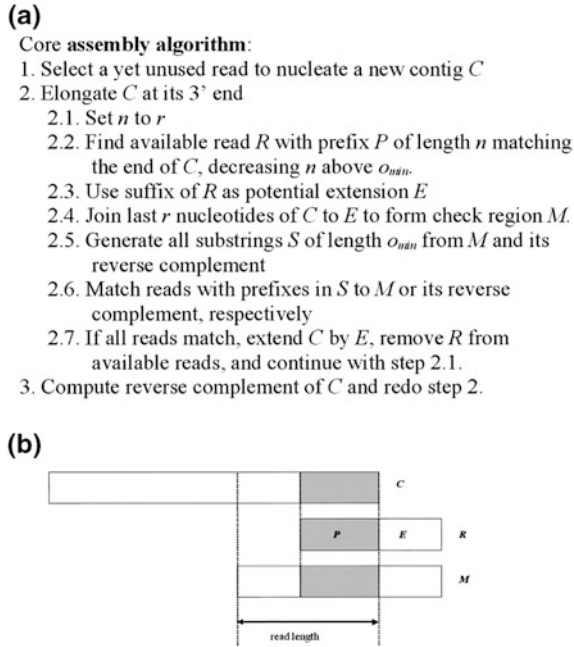 (a)
Core assembly algorithm:
1. Select a yet unused read to nucleate a new contig C
2. Elongate C at its 3’ end
2.1. Set n to r
2.2. Find available read R with prefix P of length n matching
the end of C, decreasing n above omin.
2.3. Use suffix of R as potential extension E
2.4. Join last r nucleotides of C to E to form check region M.
2.5. Generate all substrings S of length omin from M and its
reverse complement
2.6. Match reads with prefixes in S to M or its reverse
complement, respectively
2.7. If all reads match, extend C by E, remove R from
available reads, and continue with step 2.1.
3. Compute reverse complement of C and redo step 2.
(b)
C
P E R
M
read length